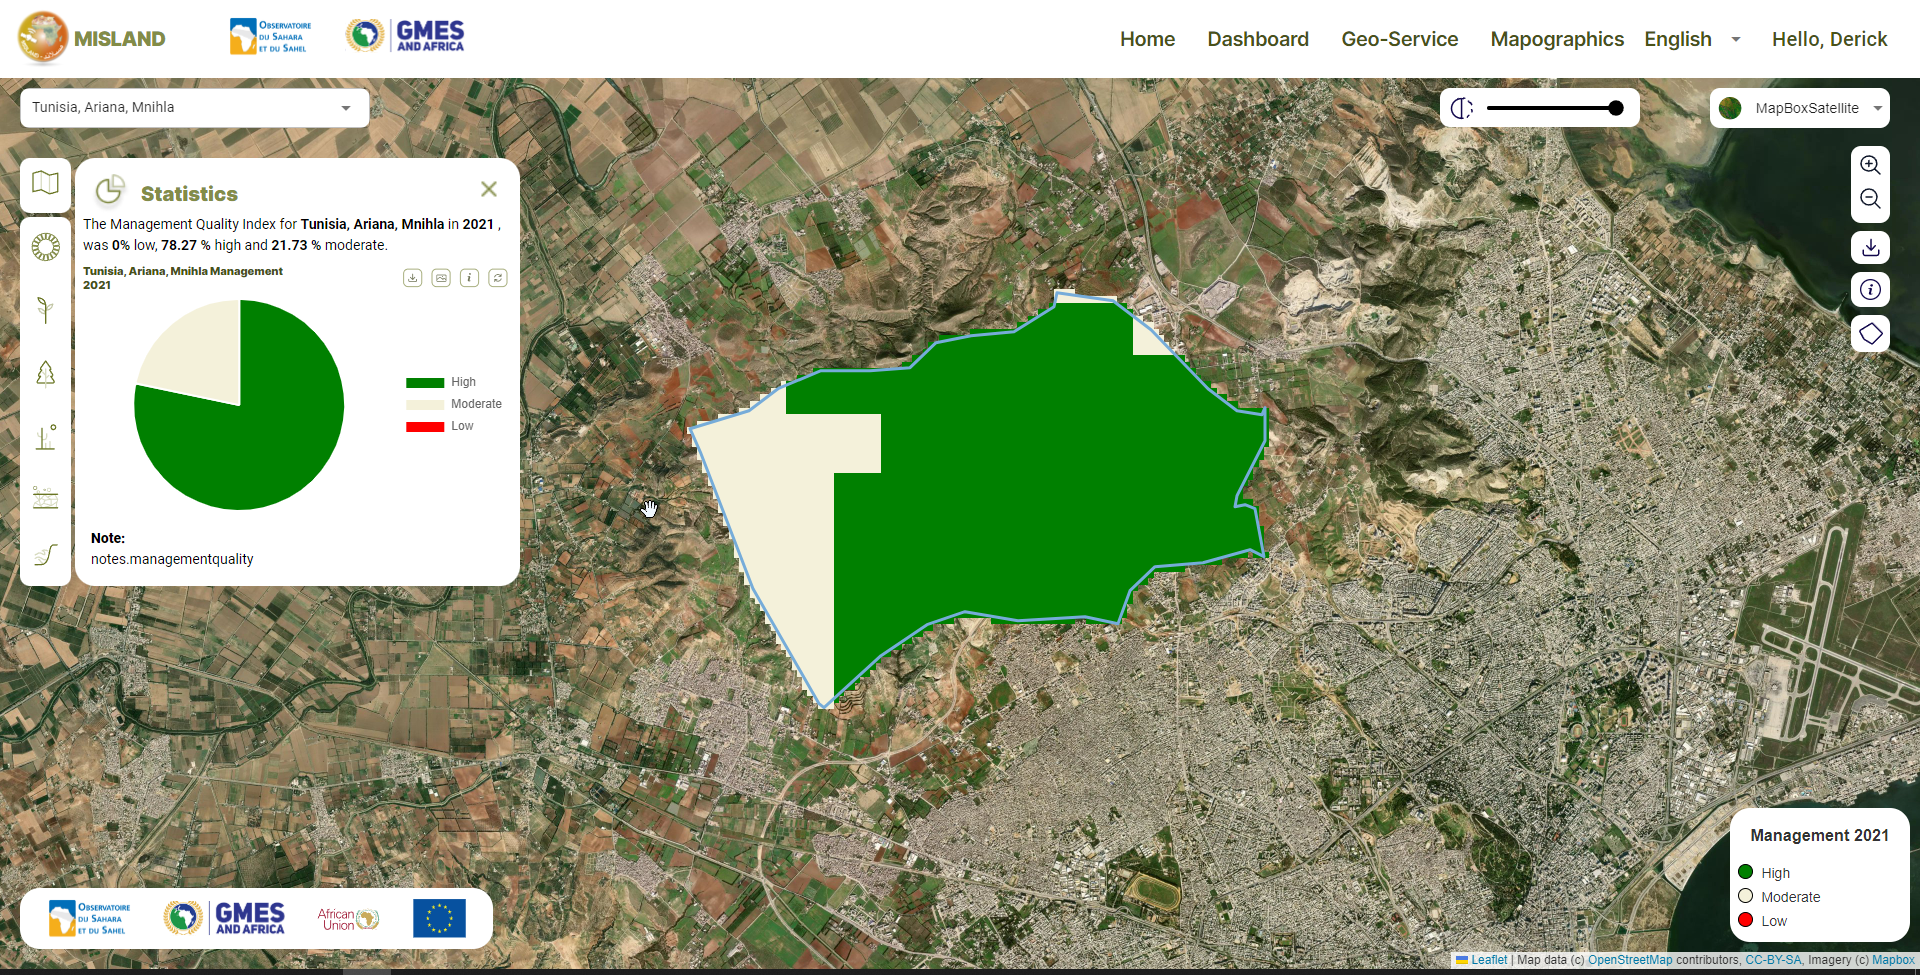 MISLAND
OBSERVATOIRE
DU SAHARA
ET DU SAHEL
GMES
AND AFRICA
Home
Dashboard
Geo-Service
Mapographics
English
Hello, Derick
Tunisia, Ariana, Mnihla
MapBoxSatellite
Statistics
The Management Quality Index for Tunisia, Ariana, Mnihla in 2021 ,
was 0% low, 78.27 % high and 21.73 % moderate.
Tunisia, Ariana, Mnihla Management
2021
High
Moderate
Low
Note:
notes.managementquality
Management 2021
High
Moderate
Low
OBSERVATOIRE
DU SAHARA
ET DU SAHEL
GMES
AND AFRICA
African
Union
Leaflet | Map data (c) OpenStreetMap contributors, CC-BY-SA, Imagery (c) Mapbox